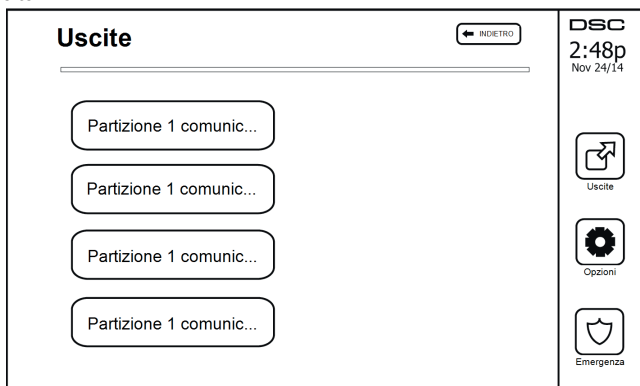 Uscite
INDIETRO
Partizione 1 comunic...
Partizione 1 comunic...
Partizione 1 comunic...
Partizione 1 comunic...
DSC
2:48p
Nov 24/14
Uscite
Opzioni
Emergenza